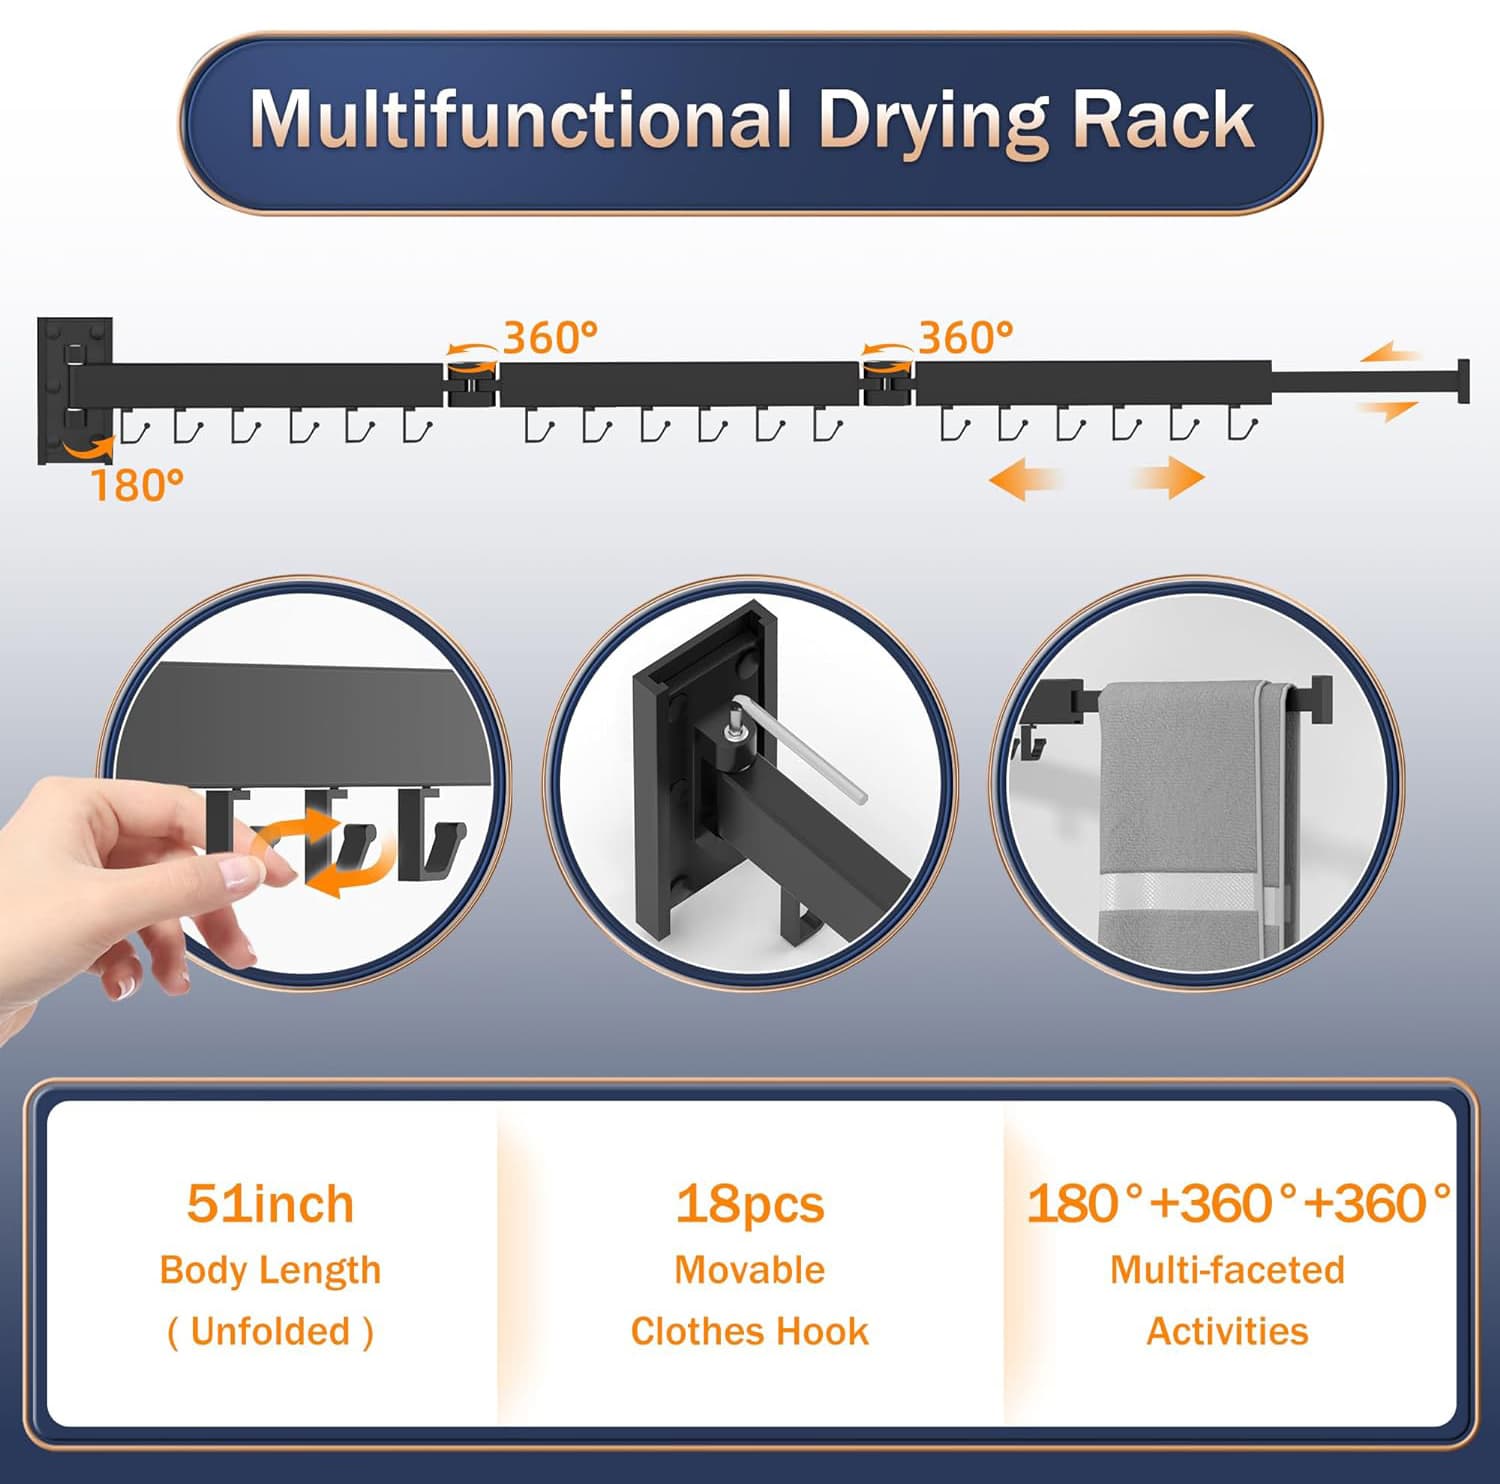 Multifunctional Drying Rack
360°
360°
180°
51inch
Body Length
( Unfolded )
18pcs
Movable
Clothes Hook
180°+360°+360°
Multi-faceted
Activities